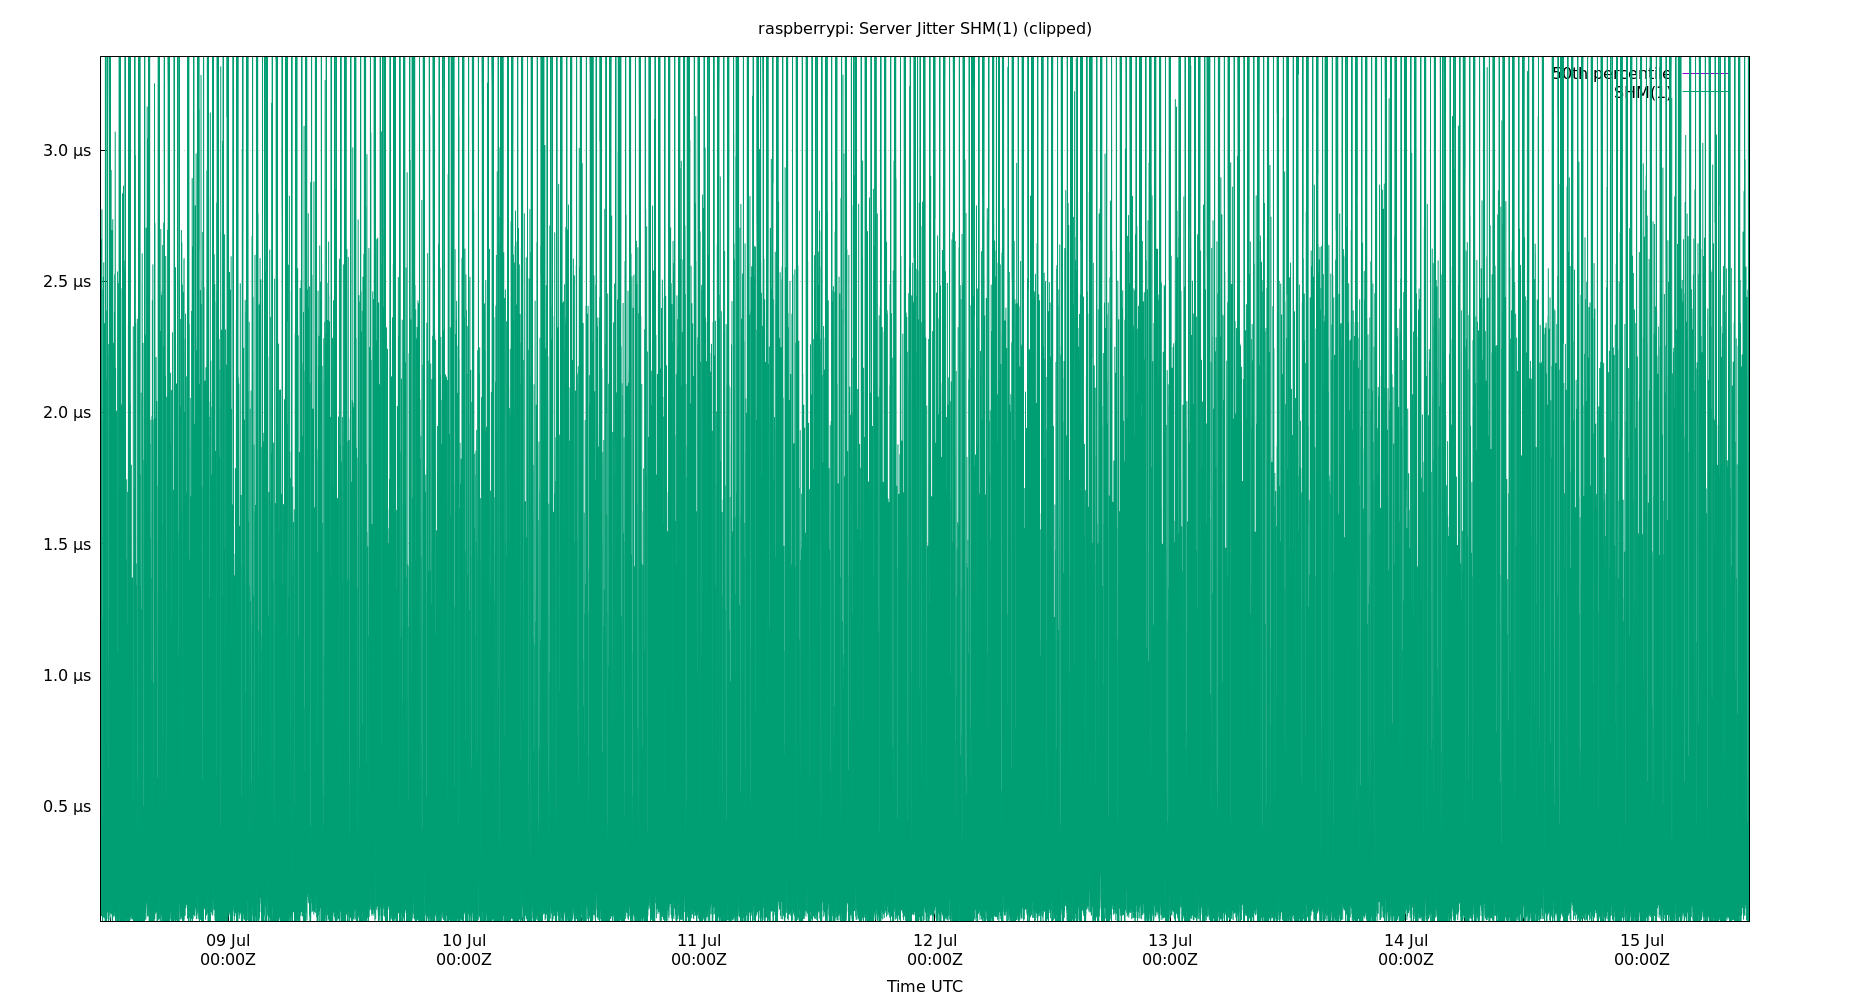 raspberrypi: Server Jitter SHM(1) (clipped)
50th percentile
SHM(1)
3.0 μs
2.5 μs
2.0 μs
1.5 μs
1.0 μs
0.5 μs
09 Jul 10 Jul 11 Jul 12 Jul 13 Jul 14 Jul 15 Jul
00:00Z 00:00Z 00:00Z 00:00Z 00:00Z 00:00Z 00:00Z
Time UTC